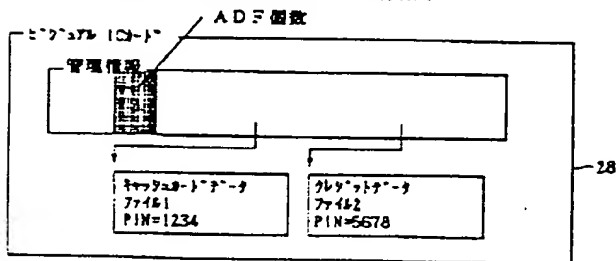 ADF個数
ビジュアルICカード
管理情報
28
キャッシュカードデータ
ファイル1
PIN=1234
クレジットデータ
ファイル2
PIN=5678